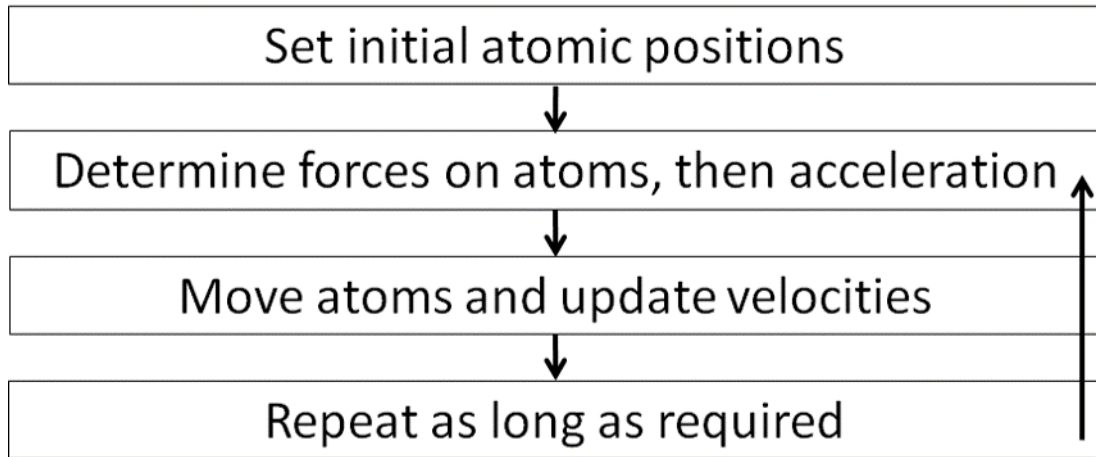 Set initial atomic positions
Determine forces on atoms, then acceleration
Move atoms and update velocities
Repeat as long as required